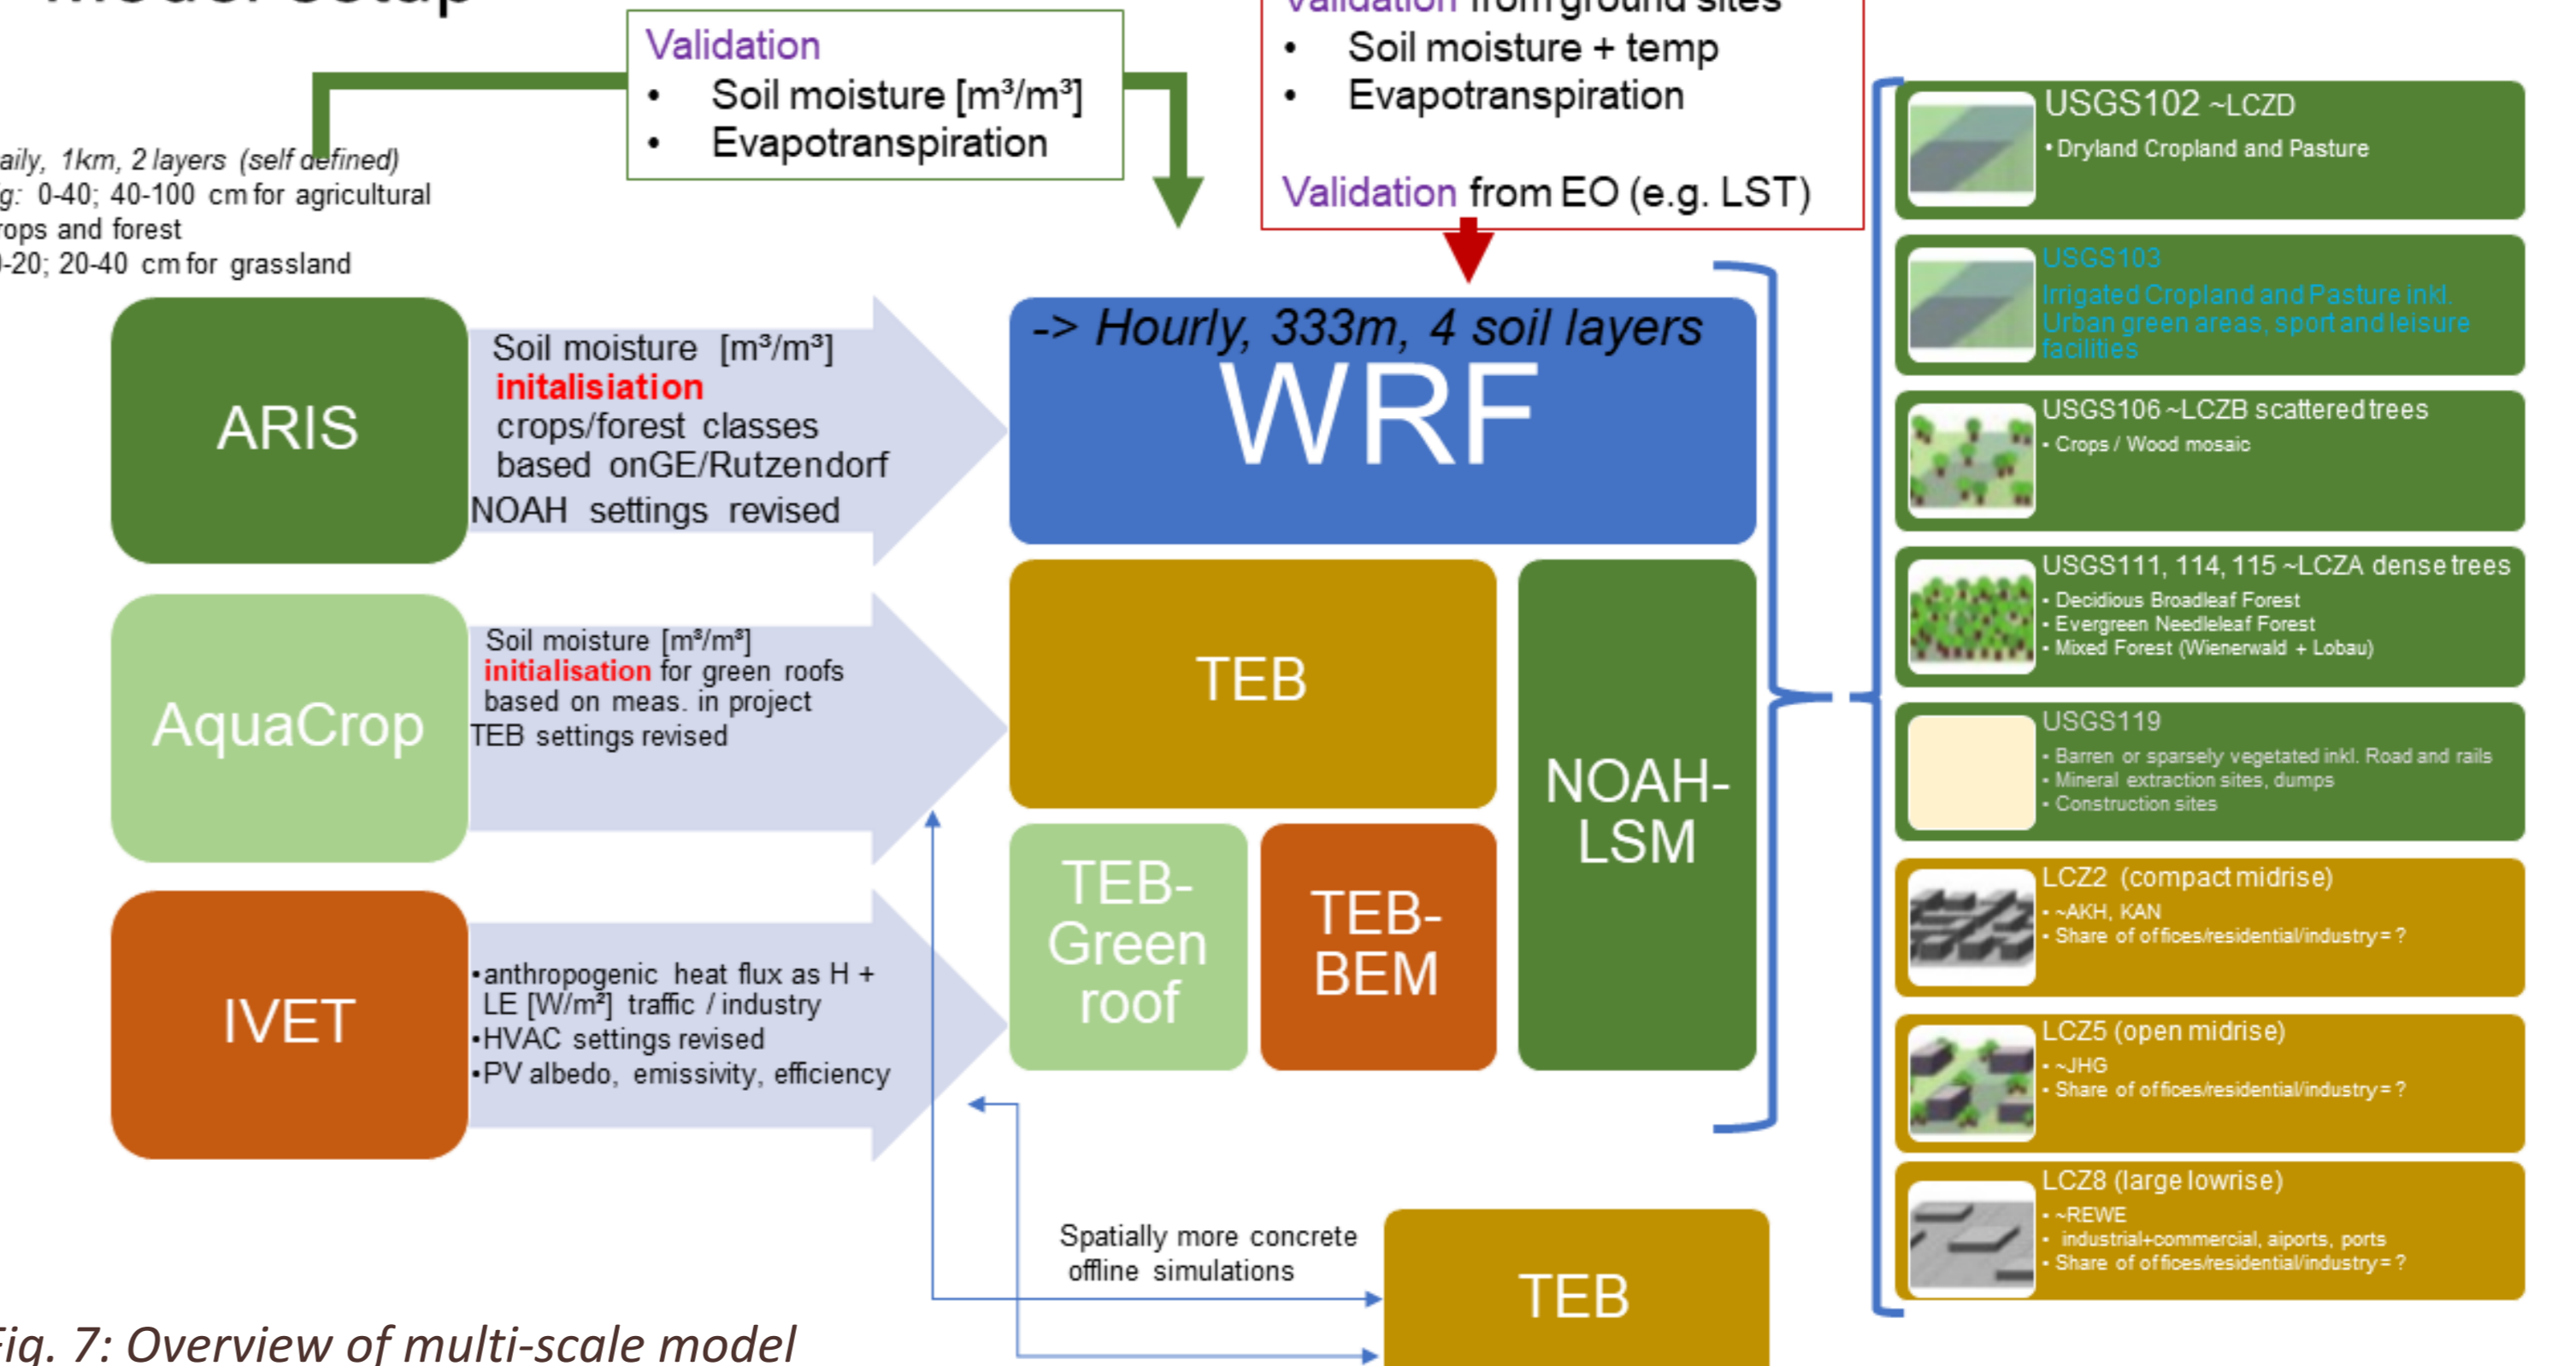 Model setup
Validation
• Soil moisture [m³/m³]
• Evapotranspiration
Validation from ground sites
• Soil moisture + temp
• Evapotranspiration
Validation from EO (e.g. LST)
aily, 1km, 2 layers (self defined)
g: 0-40; 40-100 cm for agricultural
rops and forest
-20; 20-40 cm for grassland
ARIS
Soil moisture [m³/m³]
initalisiation
crops/forest classes
based onGE/Rutzendorf
NOAH settings revised
AquaCrop
Soil moisture [m³/m³]
initialisation for green roofs
based on meas. in project
TEB settings revised
IVET
•anthropogenic heat flux as H +
LE [W/m²] traffic / industry
•HVAC settings revised
•PV albedo, emissivity, efficiency
-> Hourly, 333m, 4 soil layers
WRF
TEB
TEB-
Green
roof
TEB-
BEM
NOAH-
LSM
Spatially more concrete
offline simulations
TEB
USGS102 ~LCZD
• Dryland Cropland and Pasture
USGS103
Irrigated Cropland and Pasture inkl.
Urban green areas, sport and leisure
facilities
USGS106 ~LCZB scattered trees
• Crops / Wood mosaic
USGS111, 114, 115 ~LCZA dense trees
• Decidious Broadleaf Forest
• Evergreen Needleleaf Forest
• Mixed Forest (Wienerwald + Lobau)
USGS119
• Barren or sparsely vegetated inkl. Road and rails
• Mineral extraction sites, dumps
• Construction sites
LCZ2 (compact midrise)
• ~AKH, KAN
• Share of offices/residential/industry = ?
LCZ5 (open midrise)
• ~JHG
• Share of offices/residential/industry = ?
LCZ8 (large lowrise)
• ~REWE
• industrial+commercial, aiports, ports
• Share of offices/residential/industry = ?
Fig. 7: Overview of multi-scale model